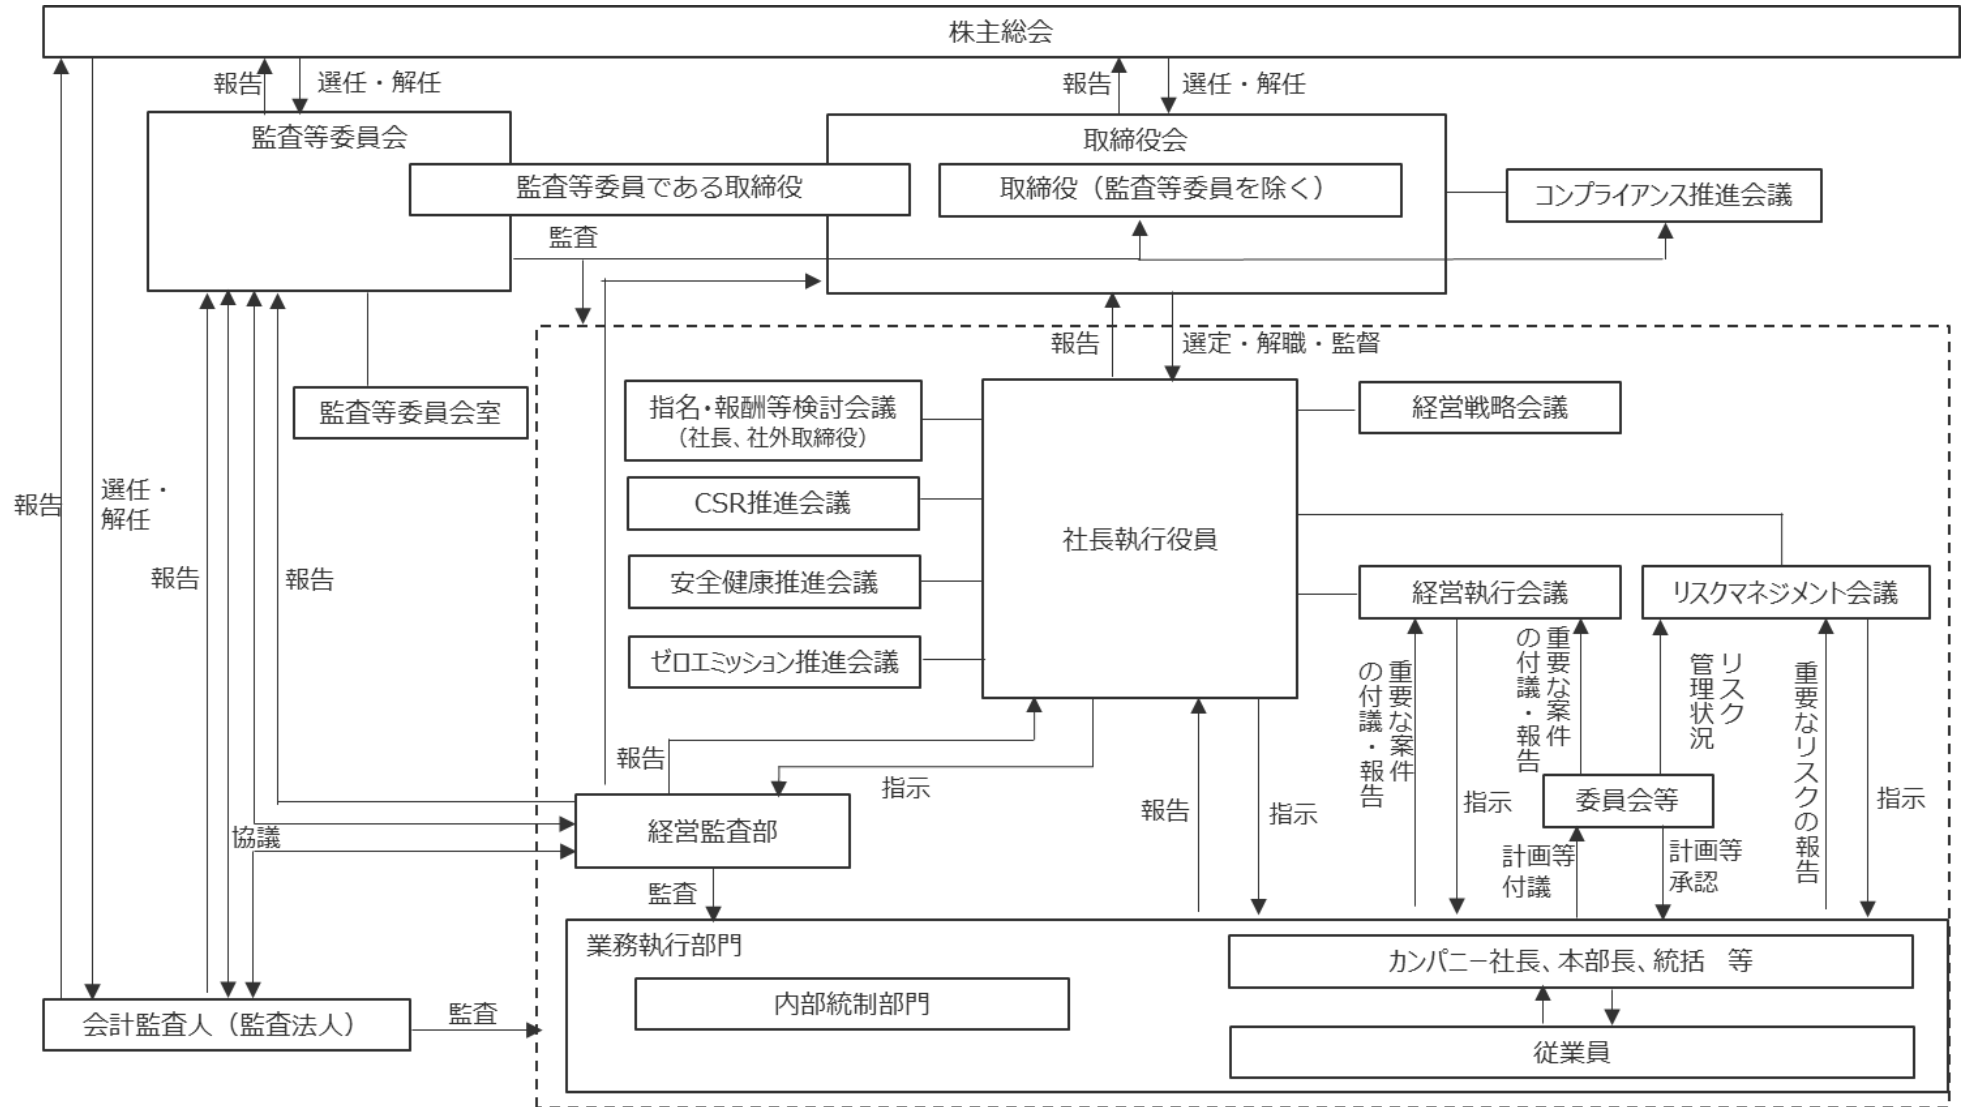 株主総会
報告
選任・解任
報告
選任・解任
監査等委員会
取締役会
監査等委員である取締役
取締役（監査等委員を除く）
コンプライアンス推進会議
監査
報告
選定・解職・監督
監査等委員会室
指名・報酬等検討会議
（社長、社外取締役）
経営戦略会議
CSR推進会議
社長執行役員
安全健康推進会議
経営執行会議
リスクマネジメント会議
ゼロエミッション推進会議
報告
選任・
解任
報告
報告
重要な案件
の付議・報告
重要な案件
の付議・報告
リスク
管理状況
重要なリスクの報告
報告
指示
報告
指示
指示
委員会等
指示
経営監査部
協議
計画等
付議
計画等
承認
監査
業務執行部門
カンパニー社長、本部長、統括　等
内部統制部門
従業員
会計監査人（監査法人）
監査